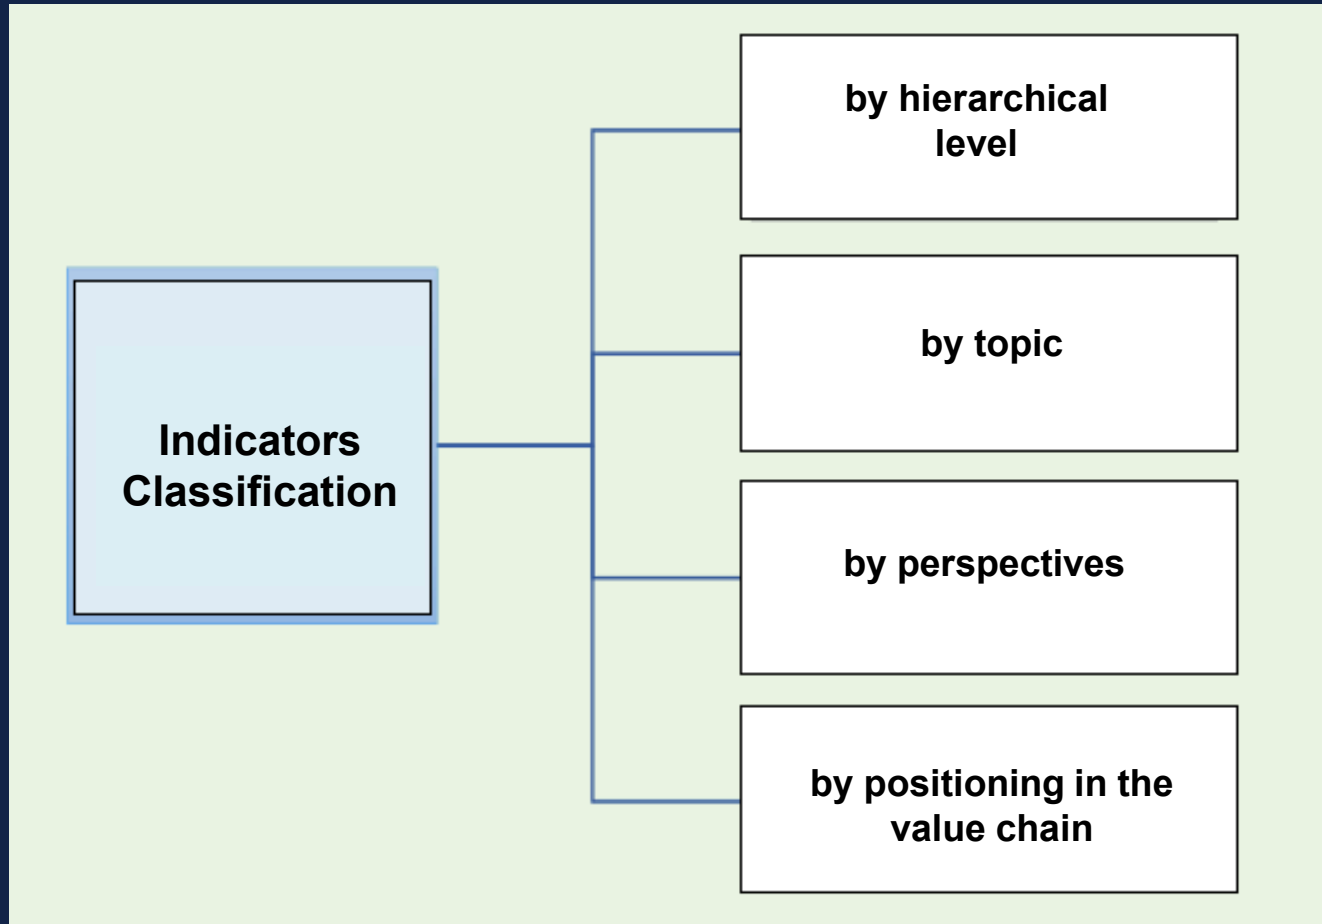 by hierarchical
level
by topic
Indicators
Classification
by perspectives
by positioning in the
value chain